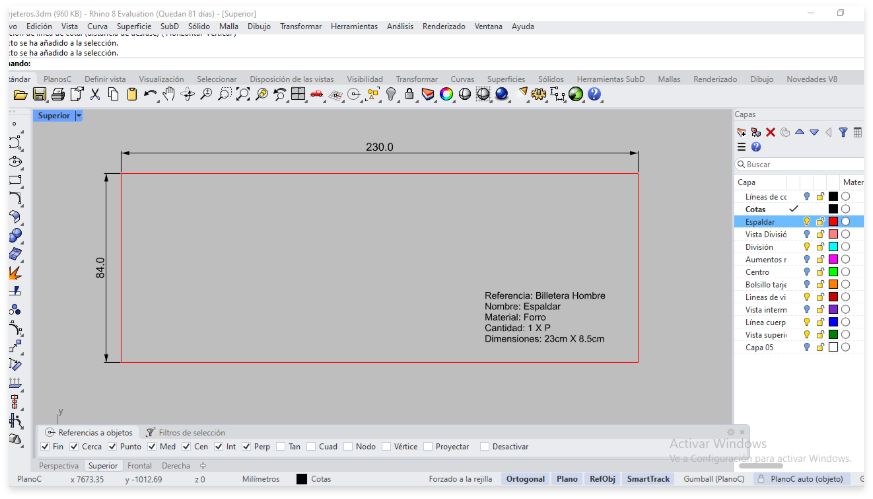 rjeteros.3dm (960 KB) - Rhino 8 Evaluation (Quedan 81 días) - [Superior]
vo Edición Vista Curva Superficie SubD Sólido Malla Dibujo Transformar Herramientas Análisis Renderizado Ventana Ayuda
cto se ha añadido a la selección.
cto se ha añadido a la selección.
nando:
tándar PlanosC Definir vista Visualización Seleccionar Disposición de las vistas Visibilidad Transformar Curvas Superficies Sólidos Herramientas SubD Mallas Renderizado Dibujo Novedades V8
Superior
Capas
Buscar
Capa Mater
Líneas de cc
Cotas
Espaldar
Vista Divisió
División
Aumentos r
Centro
Bolsillo tarje
Lineas de vi
Vista interm
Línea cuerp
Vista superi
Capa 05
230.0
84.0
Referencia: Billetera Hombre
Nombre: Espaldar
Material: Forro
Cantidad: 1 X P
Dimensiones: 23cm X 8.5cm
y
Referencias a objetos Filtros de selección
Fin Cerca Punto Med Cen Int Perp Tan Cuad Nodo Vértice Proyectar Desactivar
Activar Windows
Ve a Configuración para activar Windows.
Perspectiva Superior Frontal Derecha
PlanoC x 7673.35 y -1012.69 z 0 Milímetros Cotas Forzado a la rejilla Ortogonal Plano RefObj SmartTrack Gumball (PlanoC) PlanoC auto (objeto)